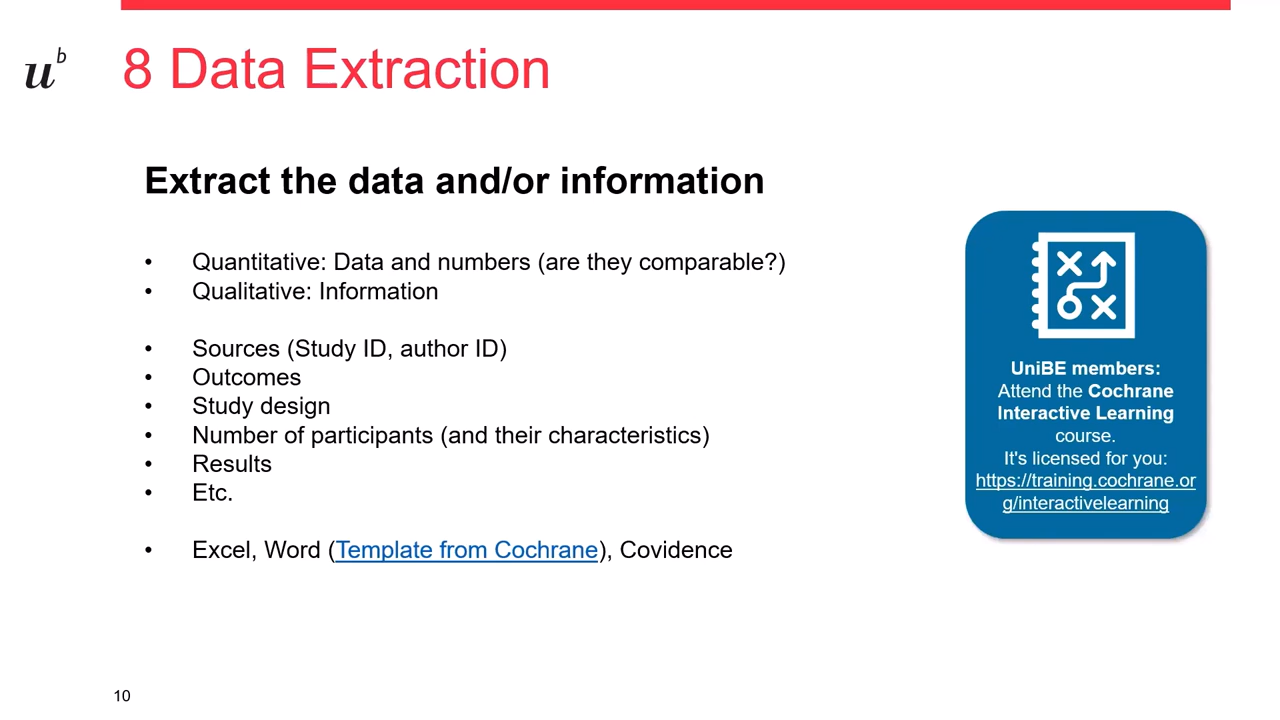 u b
8 Data Extraction
Extract the data and/or information
• Quantitative: Data and numbers (are they comparable?)
• Qualitative: Information
• Sources (Study ID, author ID)
• Outcomes
• Study design
• Number of participants (and their characteristics)
• Results
• Etc.
• Excel, Word (Template from Cochrane), Covidence
UniBE members:
Attend the Cochrane
Interactive Learning
course.
It's licensed for you:
https://training.cochrane.or
g/interactivelearning
10